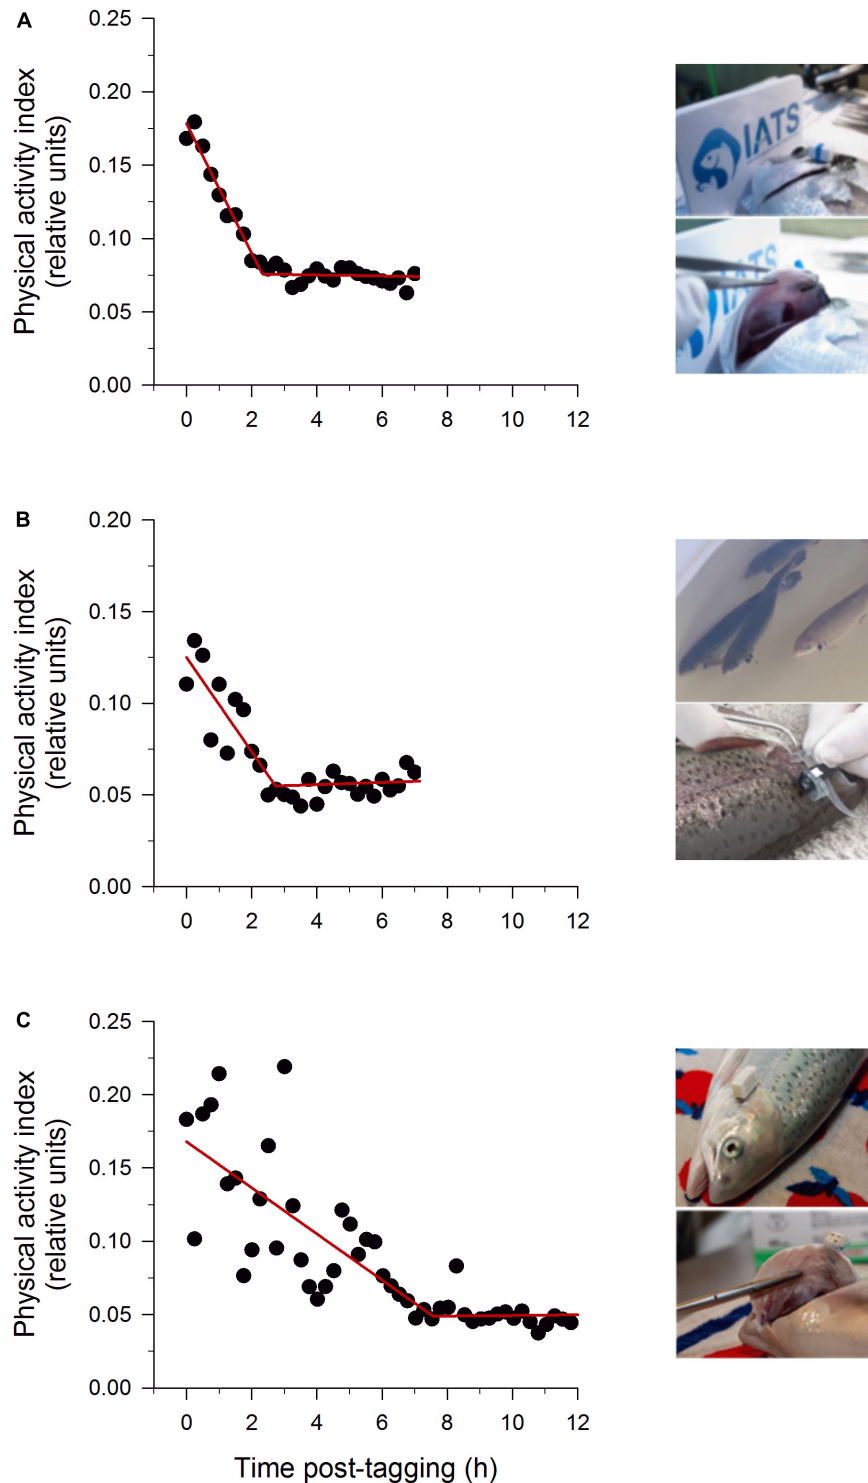 A
0.25
0.20
0.15
0.10
0.05
0.00
Physical activity index
(relative units)
0 2 4 6 8 10 12
IATS
IATS
B
0.20
0.15
0.10
0.05
0.00
Physical activity index
(relative units)
0 2 4 6 8 10 12
C
0.25
0.20
0.15
0.10
0.05
0.00
Physical activity index
(relative units)
0 2 4 6 8 10 12
Time post-tagging (h)